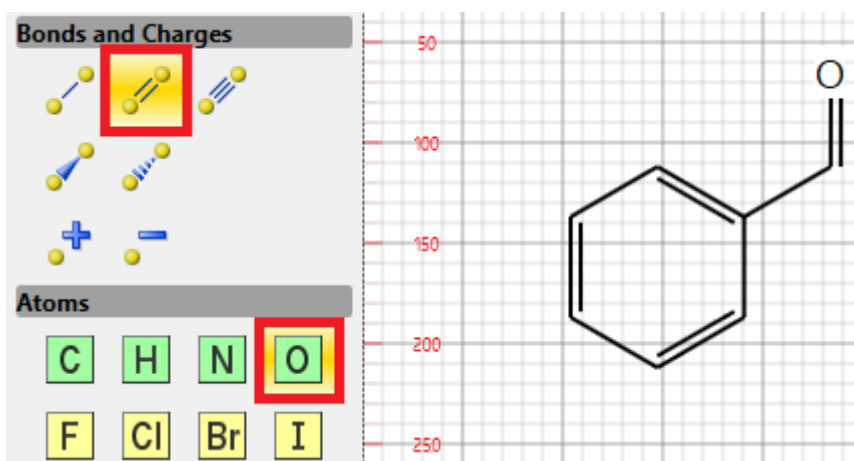 Bonds and Charges
Atoms
C H N O
F Cl Br I
50
100
150
200
250
O